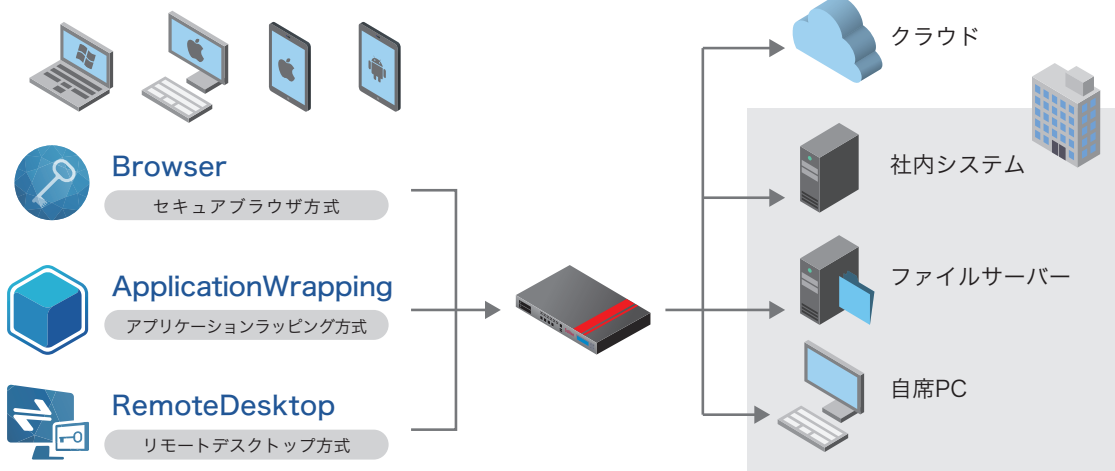 Browser
セキュアブラウザ方式
ApplicationWrapping
アプリケーションラッピング方式
RemoteDesktop
リモートデスクトップ方式
クラウド
社内システム
ファイルサーバー
自席PC